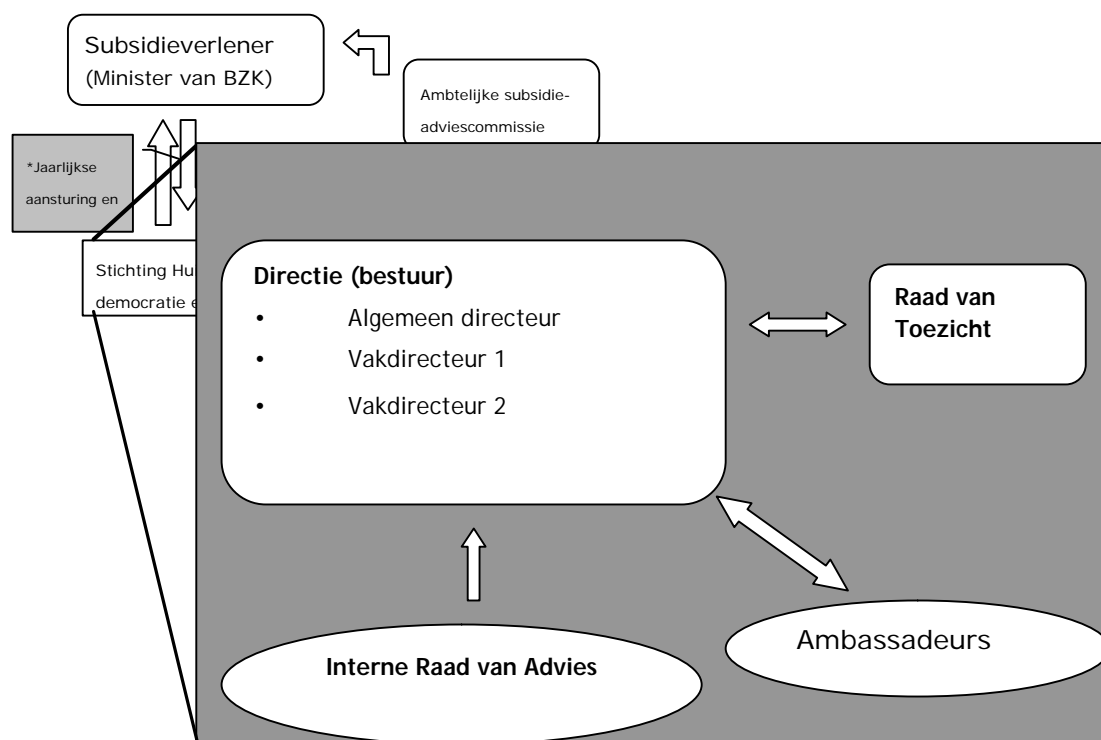 Subsidieverlener
(Minister van BZK)
Ambtelijke subsidie-
adviescommissie
*Jaarlijkse
aansturing en
Stichting
democratie
Directie (bestuur)
• Algemeen directeur
• Vakdirecteur 1
• Vakdirecteur 2
Raad van
Toezicht
Interne Raad van Advies
Ambassadeurs